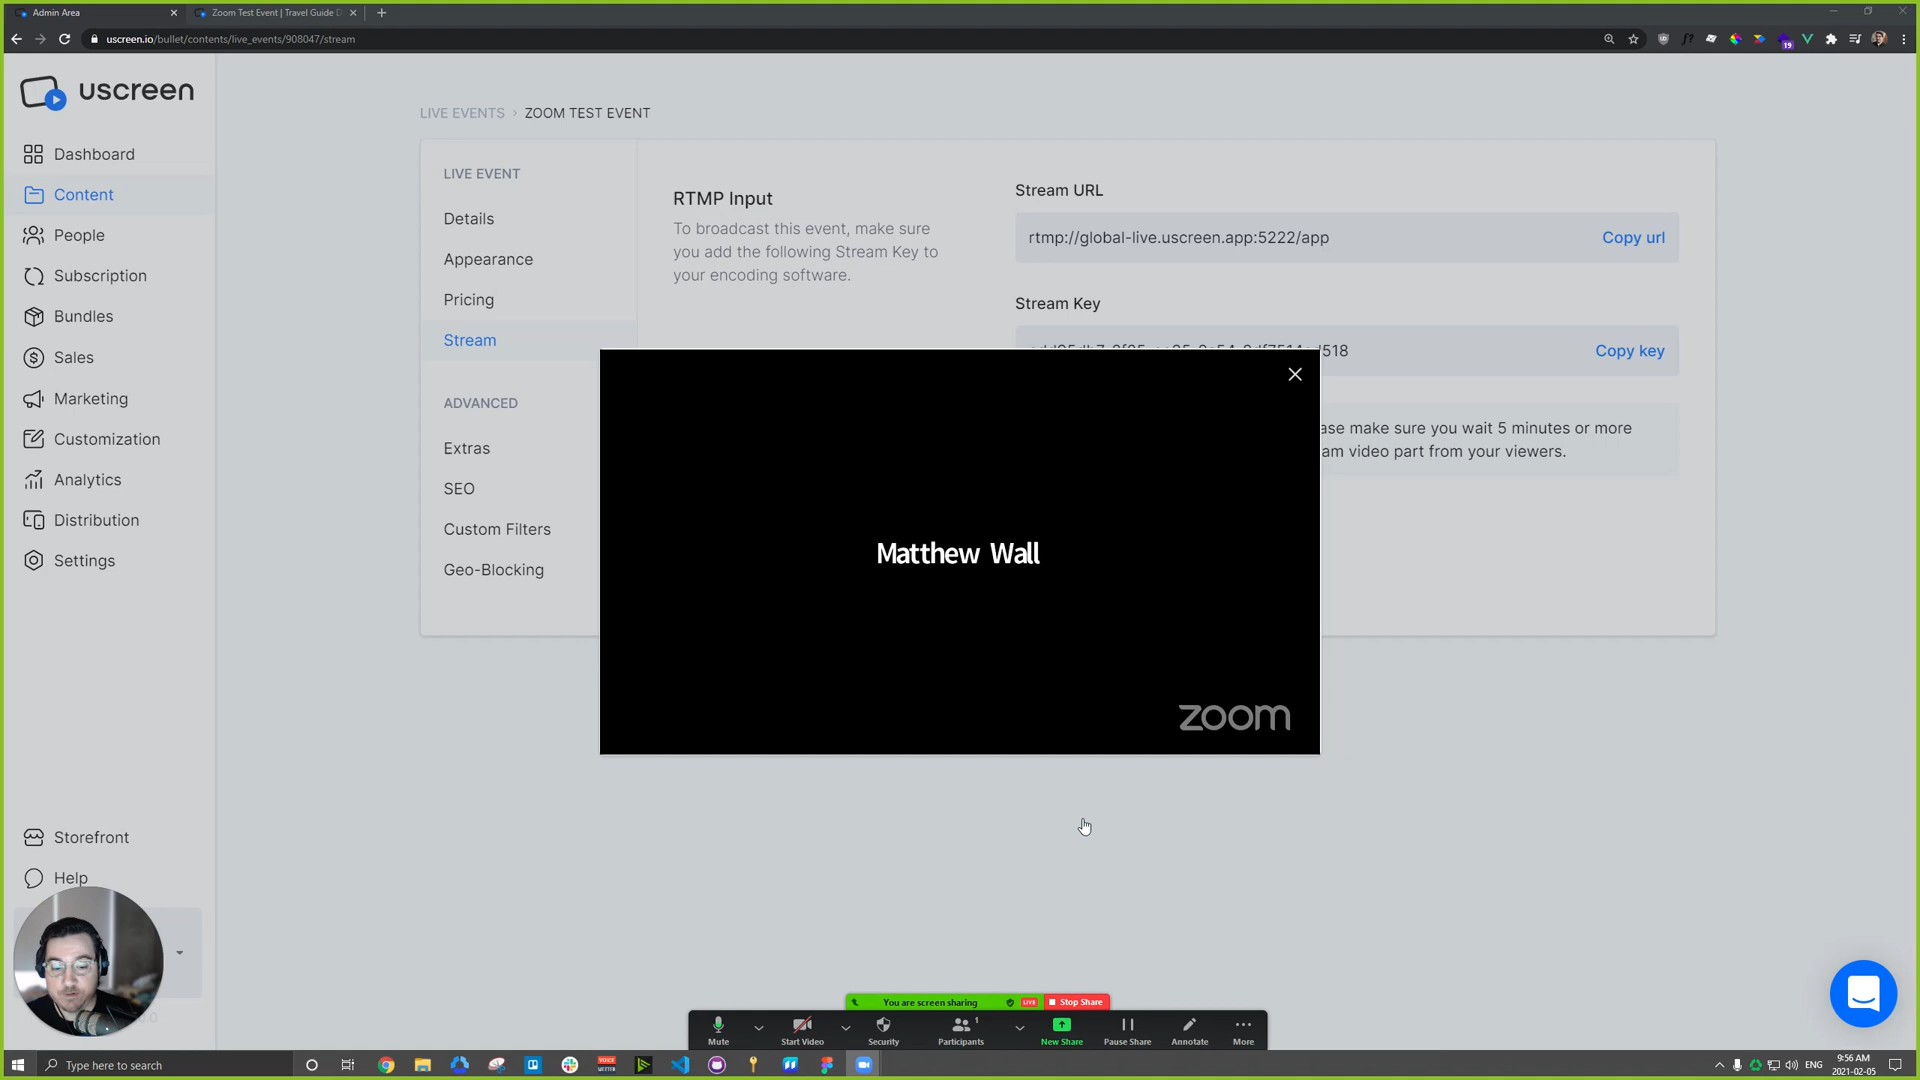 Admin Area
Zoom Test Event | Travel Guide
uscreen.io/bullet/contents/live_events/908047/stream
19
uscreen
Dashboard
Content
People
Subscription
Bundles
Sales
Marketing
Customization
Analytics
Distribution
Settings
Storefront
Help
LIVE EVENTS › ZOOM TEST EVENT
LIVE EVENT
Details
Appearance
Pricing
Stream
ADVANCED
Extras
SEO
Custom Filters
Geo-Blocking
RTMP Input
To broadcast this event, make sure
you add the following Stream Key to
your encoding software.
Stream URL
rtmp://global-live.uscreen.app:5222/app
Copy url
Stream Key
518
Copy key
make sure you wait 5 minutes or more
video part from your viewers.
Matthew Wall
zoom
You are screen sharing
LIVE
Stop Share
Mute
Start Video
Security
Participants
1
New Share
Pause Share
Annotate
More
Type here to search
ENG
9:56 AM
2021-02-05